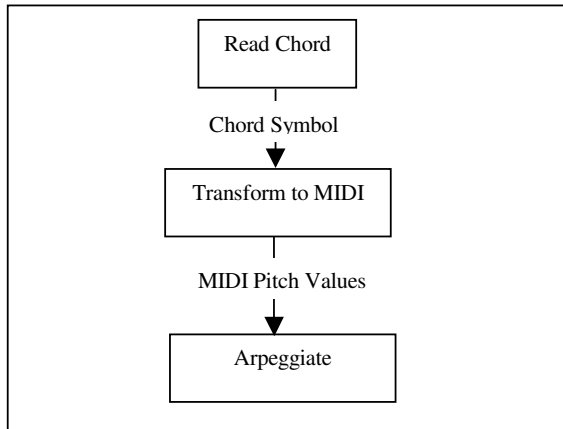 Read Chord
Chord Symbol
Transform to MIDI
MIDI Pitch Values
Arpeggiate